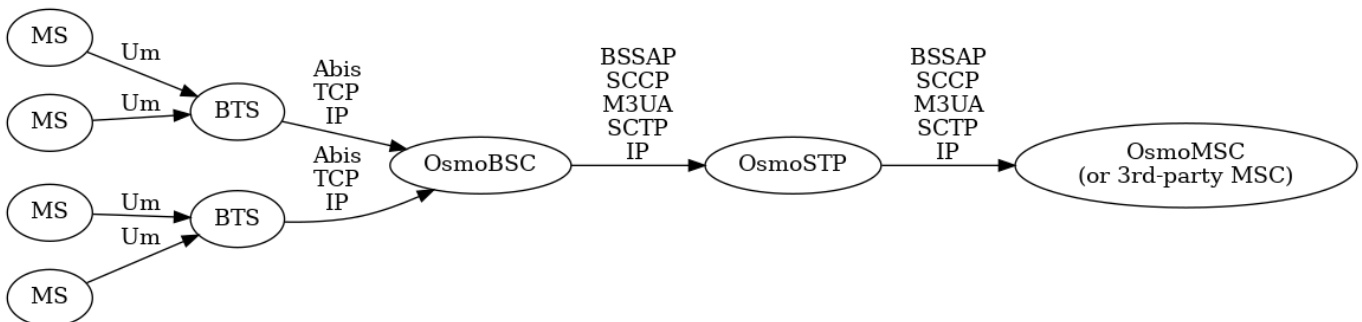 MS
Um
MS
Um
BTS
Abis
TCP
IP
MS
Um
MS
Um
BTS
Abis
TCP
IP
OsmoBSC
BSSAP
SCCP
M3UA
SCTP
IP
OsmoSTP
BSSAP
SCCP
M3UA
SCTP
IP
OsmoMSC
(or 3rd-party MSC)